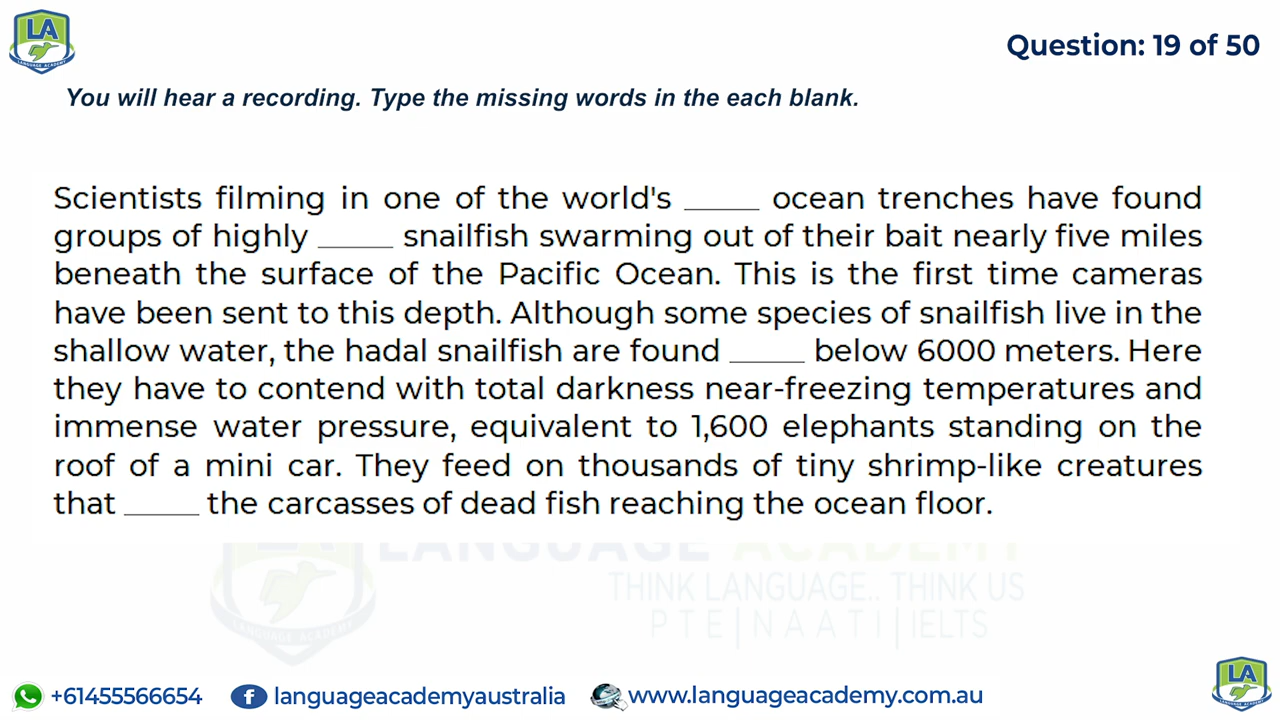 LA
LANGUAGE ACADEMY
Question: 19 of 50
You will hear a recording. Type the missing words in the each blank.
Scientists filming in one of the world's _____ ocean trenches have found
groups of highly _____ snailfish swarming out of their bait nearly five miles
beneath the surface of the Pacific Ocean. This is the first time cameras
have been sent to this depth. Although some species of snailfish live in the
shallow water, the hadal snailfish are found _____ below 6000 meters. Here
they have to contend with total darkness near-freezing temperatures and
immense water pressure, equivalent to 1,600 elephants standing on the
roof of a mini car. They feed on thousands of tiny shrimp-like creatures
that _____ the carcasses of dead fish reaching the ocean floor.
LANGUAGE ACADEMY
THINK LANGUAGE.. THINK US
PTE|NAATI|IELTS
LANGUAGE ACADEMY
+61455566654
f languageacademyaustralia
www.languageacademy.com.au
LA